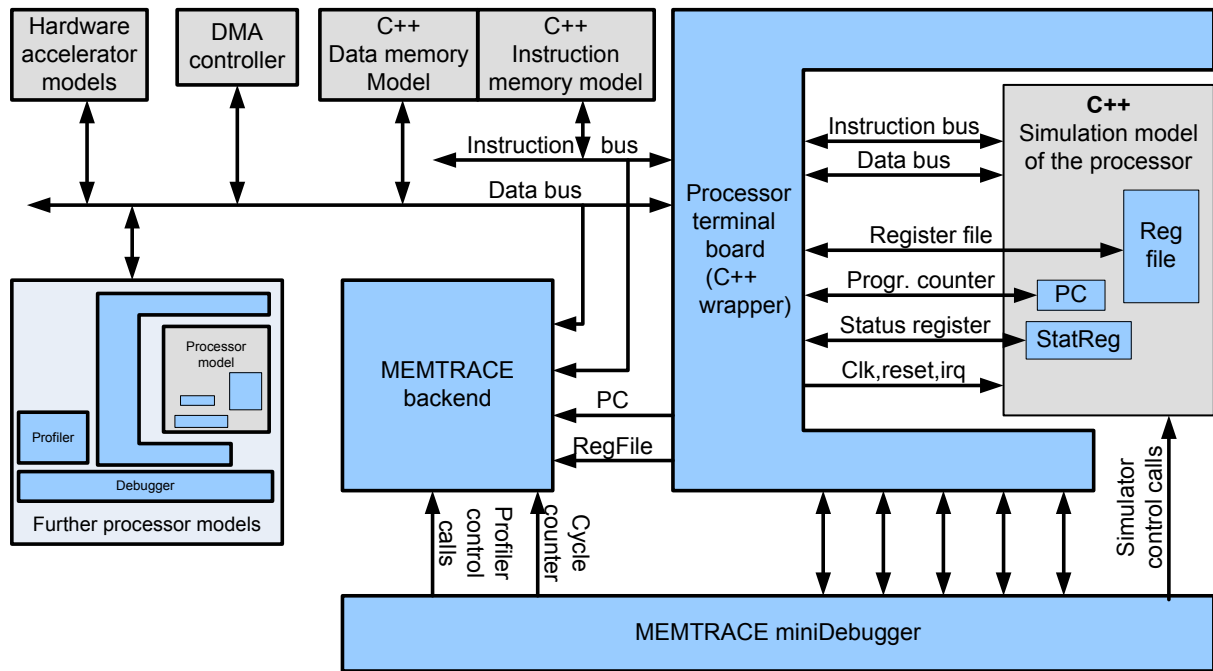 Hardware
accelerator
models
DMA
controller
C++
Data memory
Model
C++
Instruction
memory model
Instruction bus
Data bus
Processor
terminal
board
(C++
wrapper)
Instruction bus
Data bus
Register file
Progr. counter
Status register
Clk,reset,irq
C++
Simulation model
of the processor
Reg
file
PC
StatReg
Processor
model
Profiler
Debugger
Further processor models
MEMTRACE
backend
PC
RegFile
Profiler
control
calls
Cycle
counter
Simulator
control calls
MEMTRACE miniDebugger